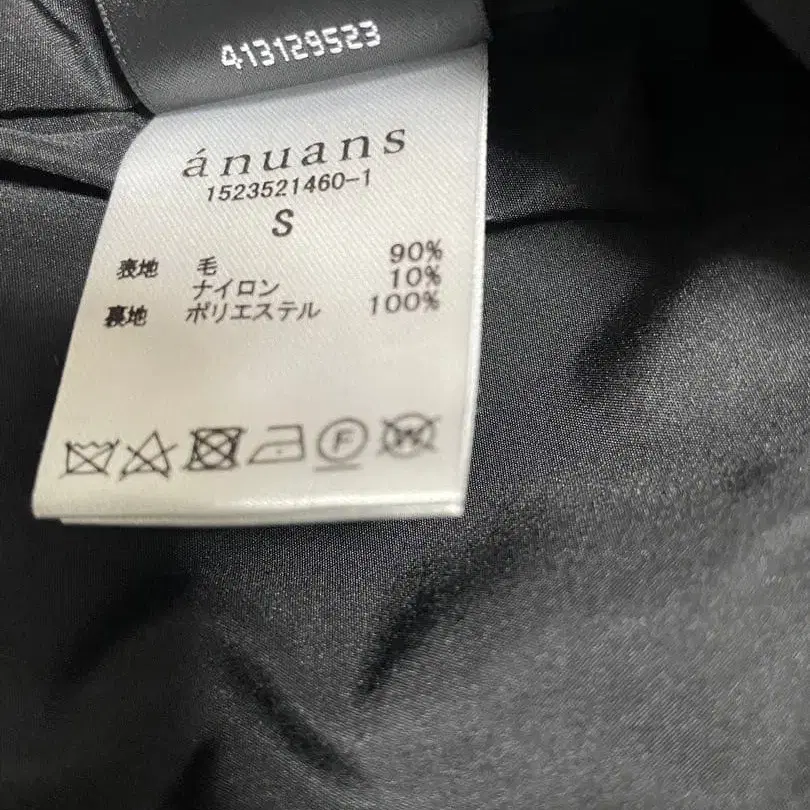 413129523
ánuans
1523521460-1
S
表地 毛 90%
ナイロン 10%
裏地 ポリエステル 100%
F
W